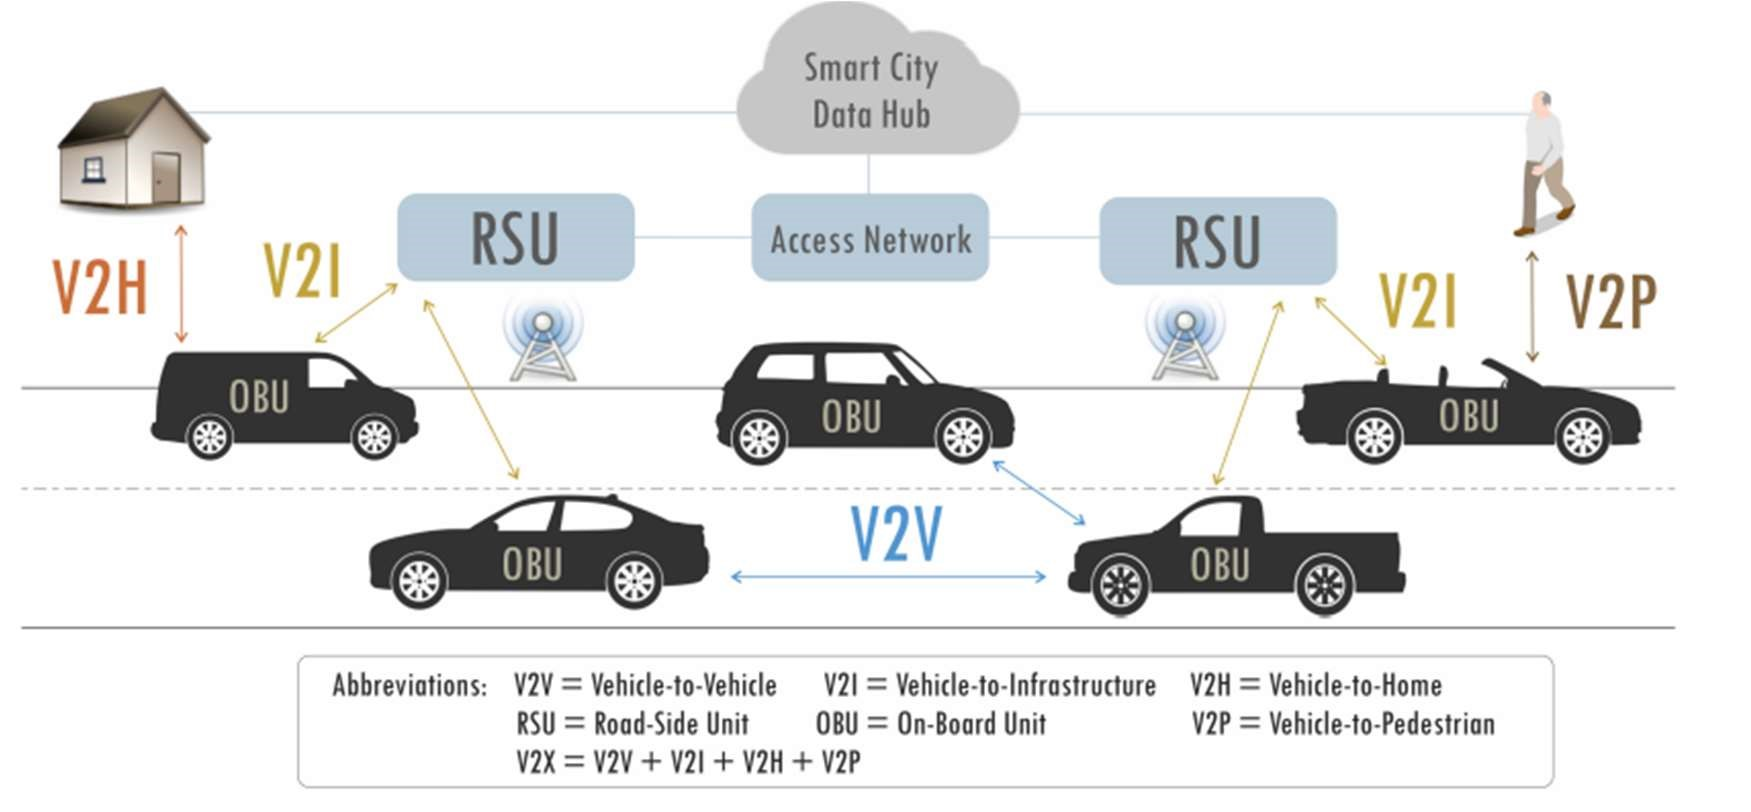 Smart City
Data Hub
RSU
Access Network
RSU
V2H
V2I
V2I
V2P
OBU
OBU
OBU
V2V
OBU
OBU
Abbreviations: V2V = Vehicle-to-Vehicle V2I = Vehicle-to-Infrastructure V2H = Vehicle-to-Home
RSU = Road-Side Unit OBU = On-Board Unit V2P = Vehicle-to-Pedestrian
V2X = V2V + V2I + V2H + V2P